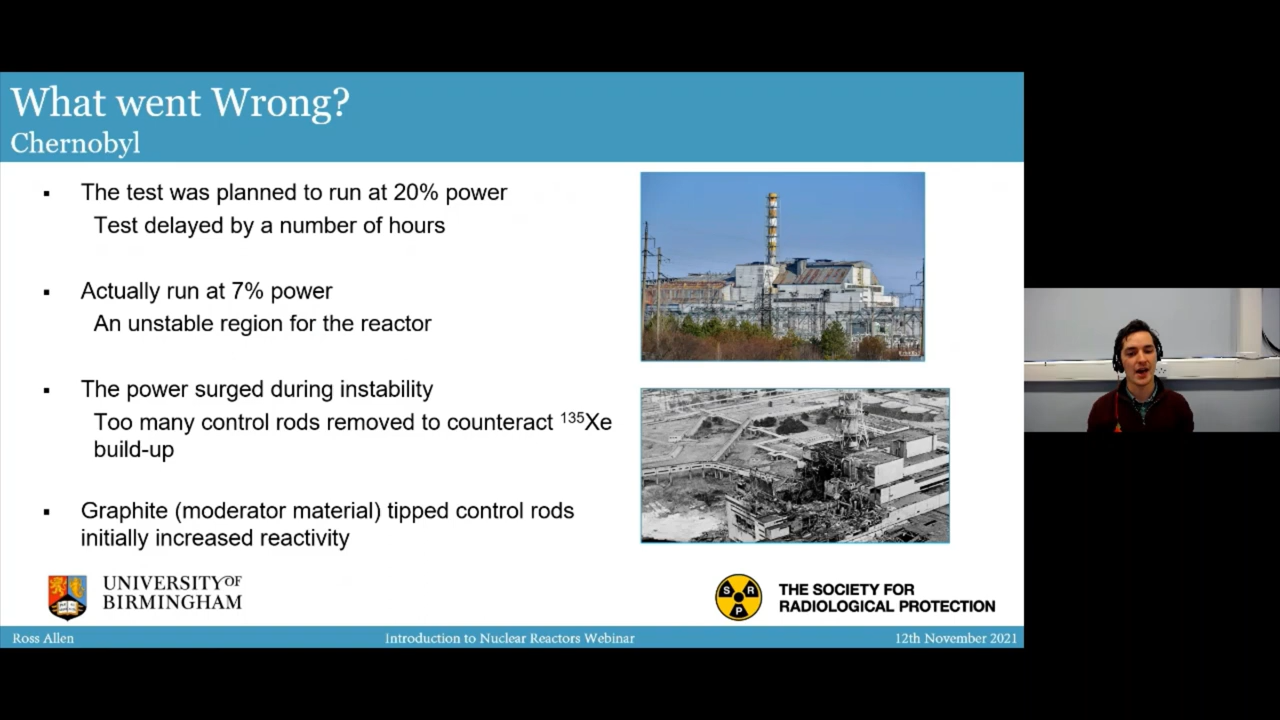 What went Wrong?
Chernobyl
▪ The test was planned to run at 20% power
Test delayed by a number of hours
▪ Actually run at 7% power
An unstable region for the reactor
▪ The power surged during instability
Too many control rods removed to counteract ¹³⁵Xe
build-up
▪ Graphite (moderator material) tipped control rods
initially increased reactivity
UNIVERSITY OF
BIRMINGHAM
S R
P
THE SOCIETY FOR
RADIOLOGICAL PROTECTION
Ross Allen
Introduction to Nuclear Reactors Webinar
12th November 2021